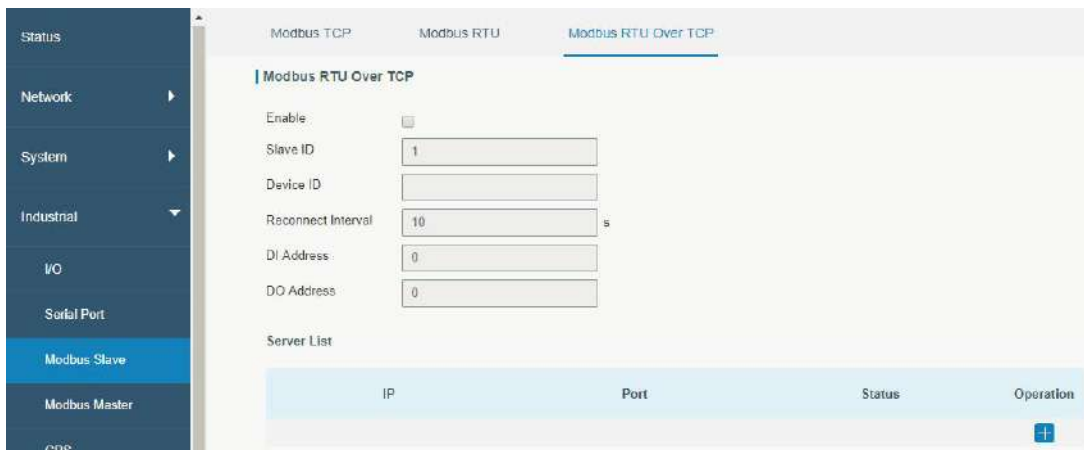 Status
Network
System
Industrial
I/O
Serial Port
Modbus Slave
Modbus Master
GPS
Modbus TCP Modbus RTU Modbus RTU Over TCP
Modbus RTU Over TCP
Enable
Slave ID 1
Device ID
Reconnect Interval 10 s
DI Address 0
DO Address 0
Server List
IP Port Status Operation